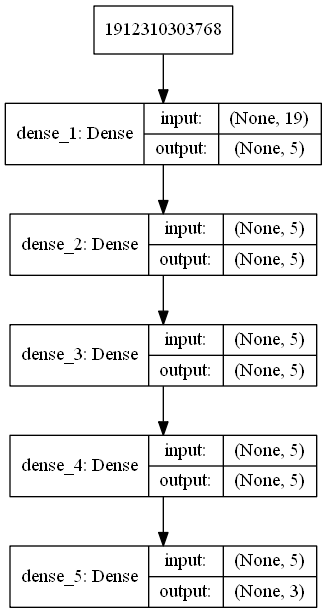 1912310303768
dense_1: Dense
input: (None, 19)
output: (None, 5)
dense_2: Dense
input: (None, 5)
output: (None, 5)
dense_3: Dense
input: (None, 5)
output: (None, 5)
dense_4: Dense
input: (None, 5)
output: (None, 5)
dense_5: Dense
input: (None, 5)
output: (None, 3)